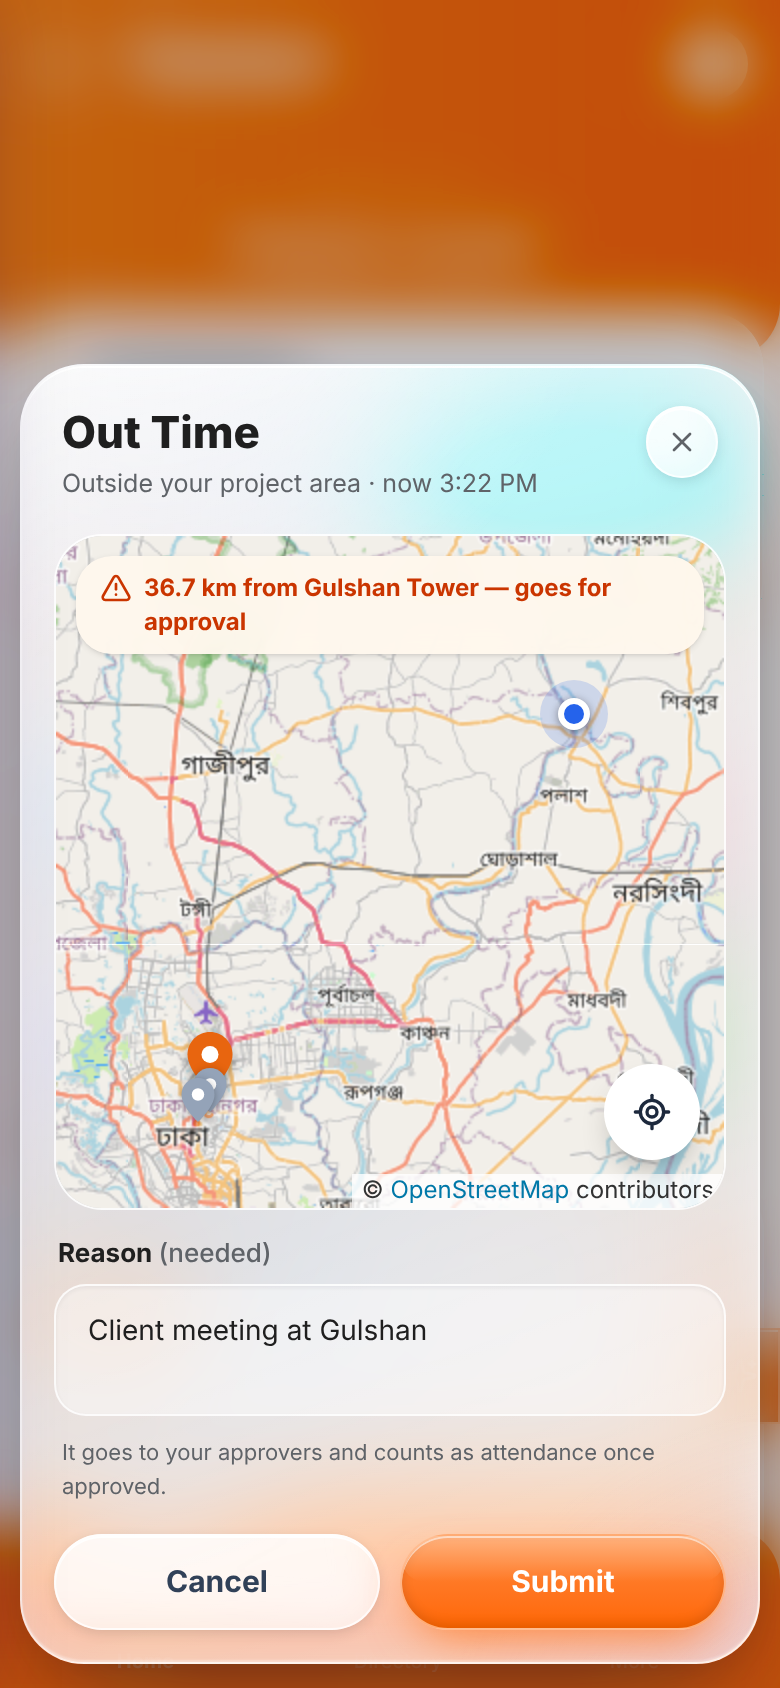 Out Time
Outside your project area · now 3:22 PM
মনোহরদী
36.7 km from Gulshan Tower — goes for
approval
শিবপুর
গাজীপুর
পলাশ
ঘোড়াশাল
নরসিংদী
টঙ্গী
পূর্বাচল
মাধবদী
কাঞ্চন
রূপগঞ্জ
ঢাকা
© OpenStreetMap contributors
Reason (needed)
Client meeting at Gulshan
It goes to your approvers and counts as attendance once
approved.
Cancel
Submit